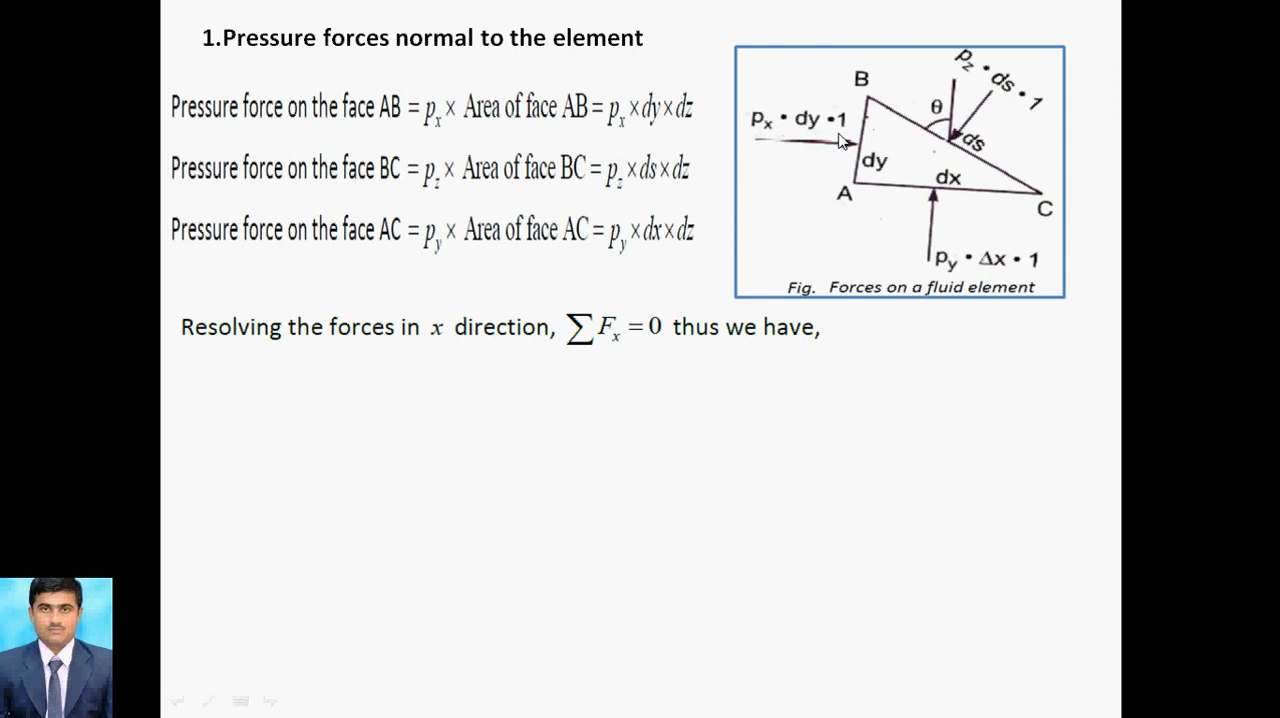 1.Pressure forces normal to the element
Pressure force on the face AB = pₓ × Area of face AB = pₓ × dy × dz
Pressure force on the face BC = p_z × Area of face BC = p_z × ds × dz
Pressure force on the face AC = p_y × Area of face AC = p_y × dx × dz
B
θ
p_z • ds • 1
pₓ • dy •1
ds
dy
dx
A
C
p_y • Δx • 1
Fig. Forces on a fluid element
Resolving the forces in x direction, ∑Fₓ = 0 thus we have,